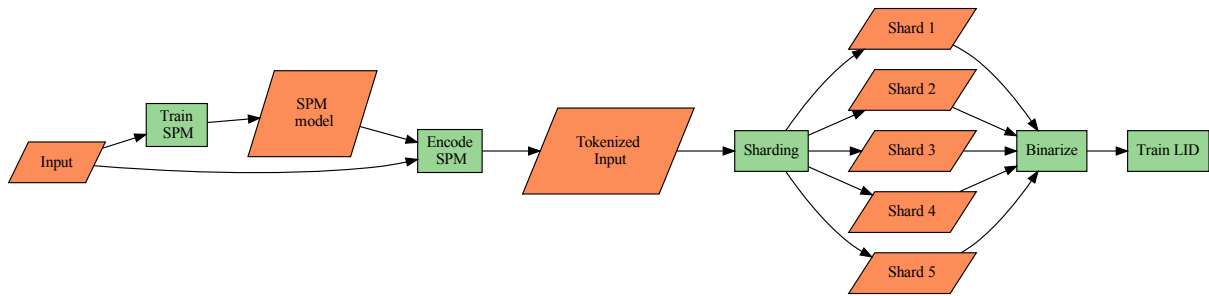 Input
Train
SPM
SPM
model
Encode
SPM
Tokenized
Input
Sharding
Shard 1
Shard 2
Shard 3
Shard 4
Shard 5
Binarize
Train LID